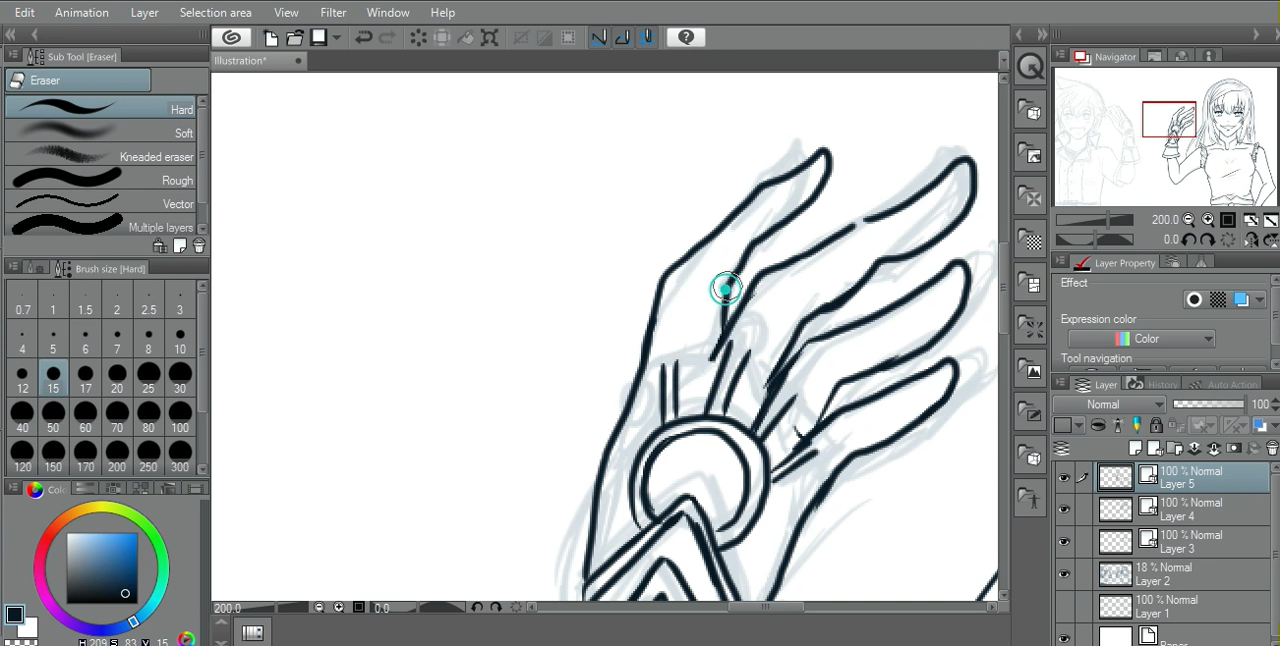 Edit Animation Layer Selection area View Filter Window Help
Sub Tool [Eraser]
Illustration*
Navigator
Eraser
Hard
Soft
Kneaded eraser
Rough
Vector
Multiple layers
200.0
0.0
Brush size [Hard]
Layer Property
0.7 1 1.5 2 2.5 3
4 5 6 7 8 10
12 15 17 20 25 30
40 50 60 70 80 100
120 150 170 200 250 300
Effect
Expression color
Color
Tool navigation
Layer History Auto Action
Normal 100
100 % Normal
Layer 5
100 % Normal
Layer 4
100 % Normal
Layer 3
18 % Normal
Layer 2
100 % Normal
Layer 1
200.0 0.0
H 209 S 83 V 15